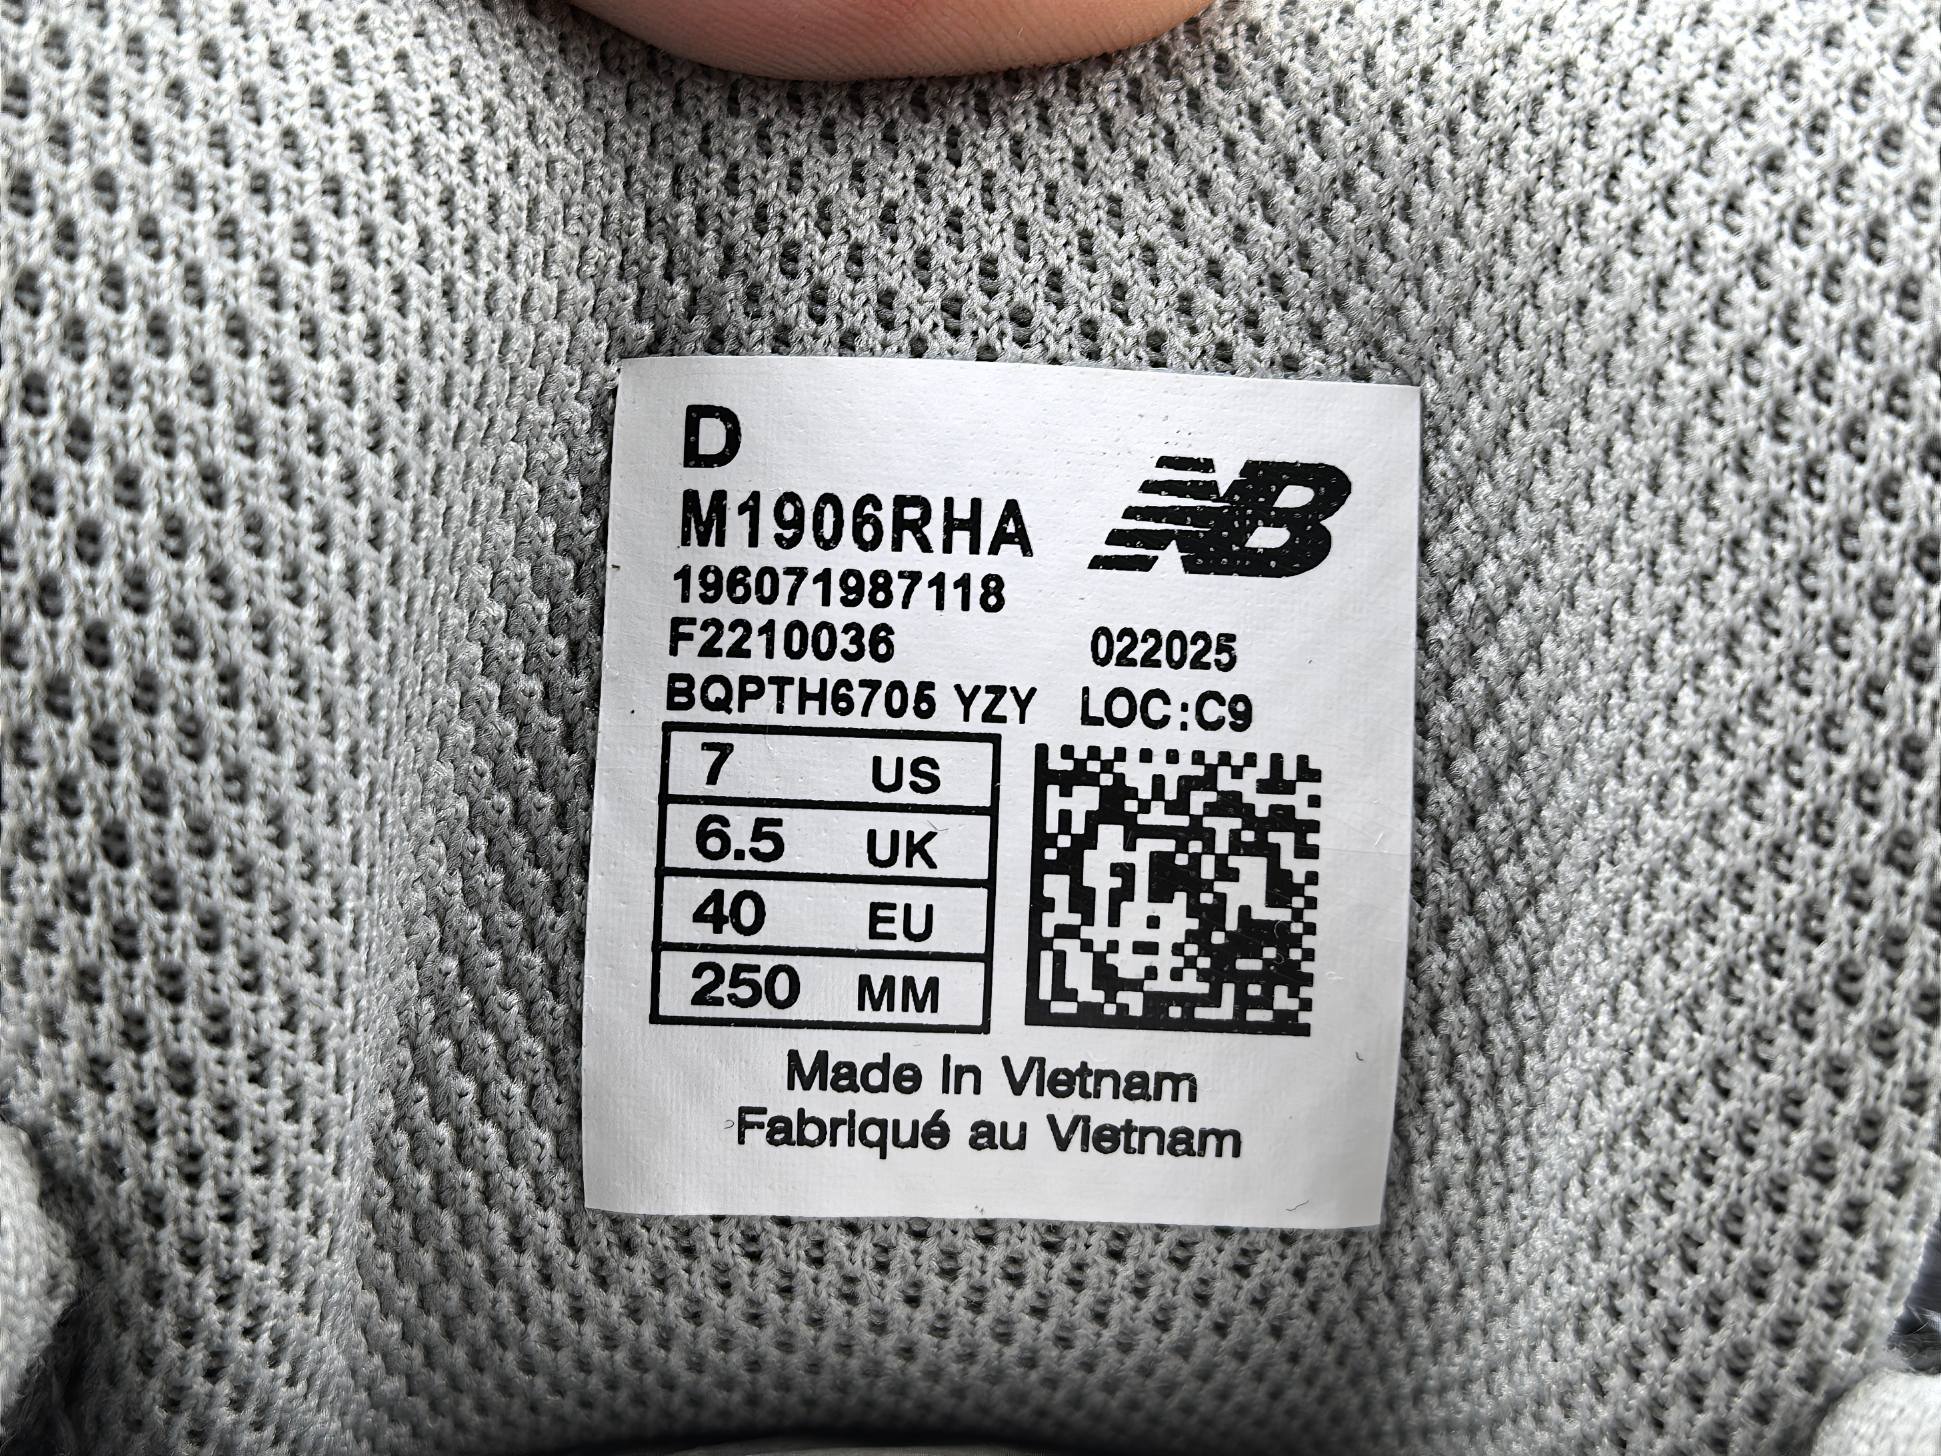 D
NB
M1906RHA
196071987118
F2210036 022025
BQPTH6705 YZY LOC:C9
7 US
6.5 UK
40 EU
250 MM
Made in Vietnam
Fabriqué au Vietnam